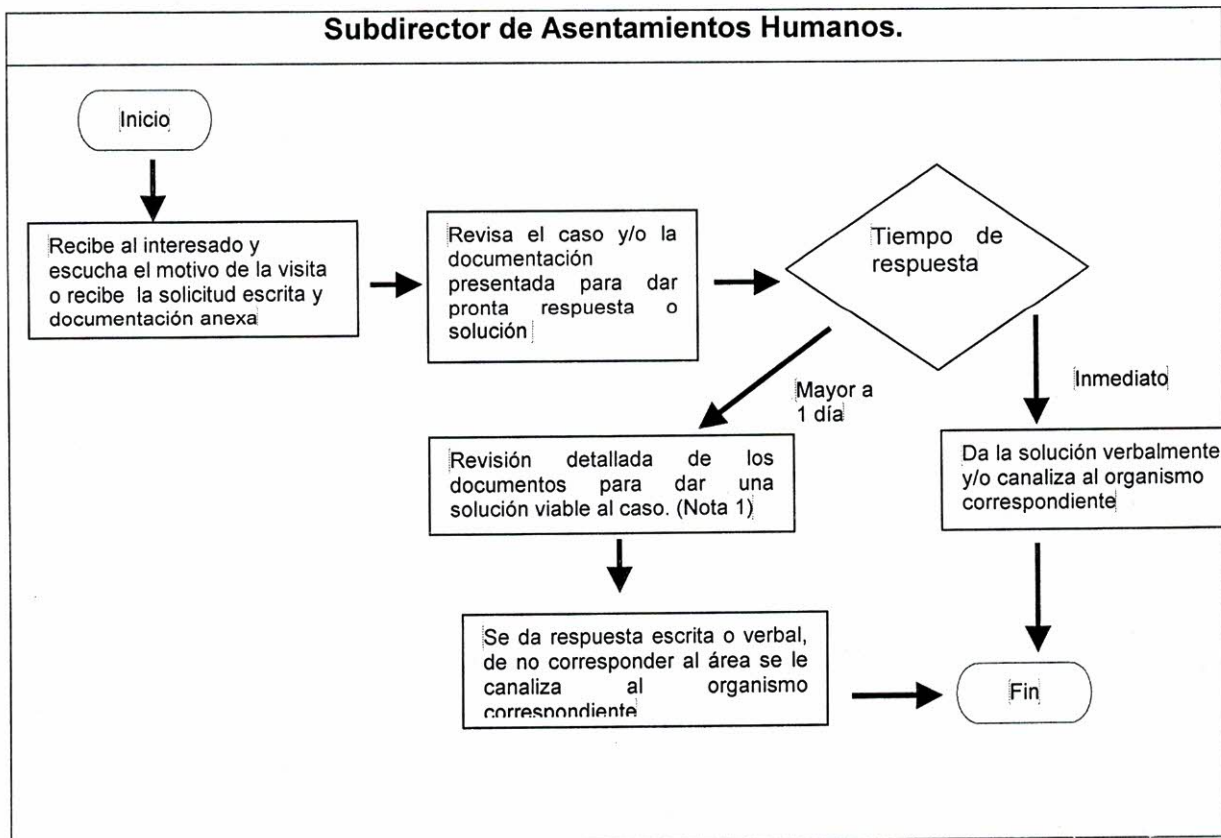 Subdirector de Asentamientos Humanos.
Inicio
Recibe al interesado y
escucha el motivo de la visita
o recibe la solicitud escrita y
documentación anexa
Revisa el caso y/o la
documentación
presentada para dar
pronta respuesta o
solución
Tiempo de
respuesta
Mayor a
1 día
Inmediato
Revisión detallada de los
documentos para dar una
solución viable al caso. (Nota 1)
Da la solución verbalmente
y/o canaliza al organismo
correspondiente
Se da respuesta escrita o verbal,
de no corresponder al área se le
canaliza al organismo
correspondiente
Fin